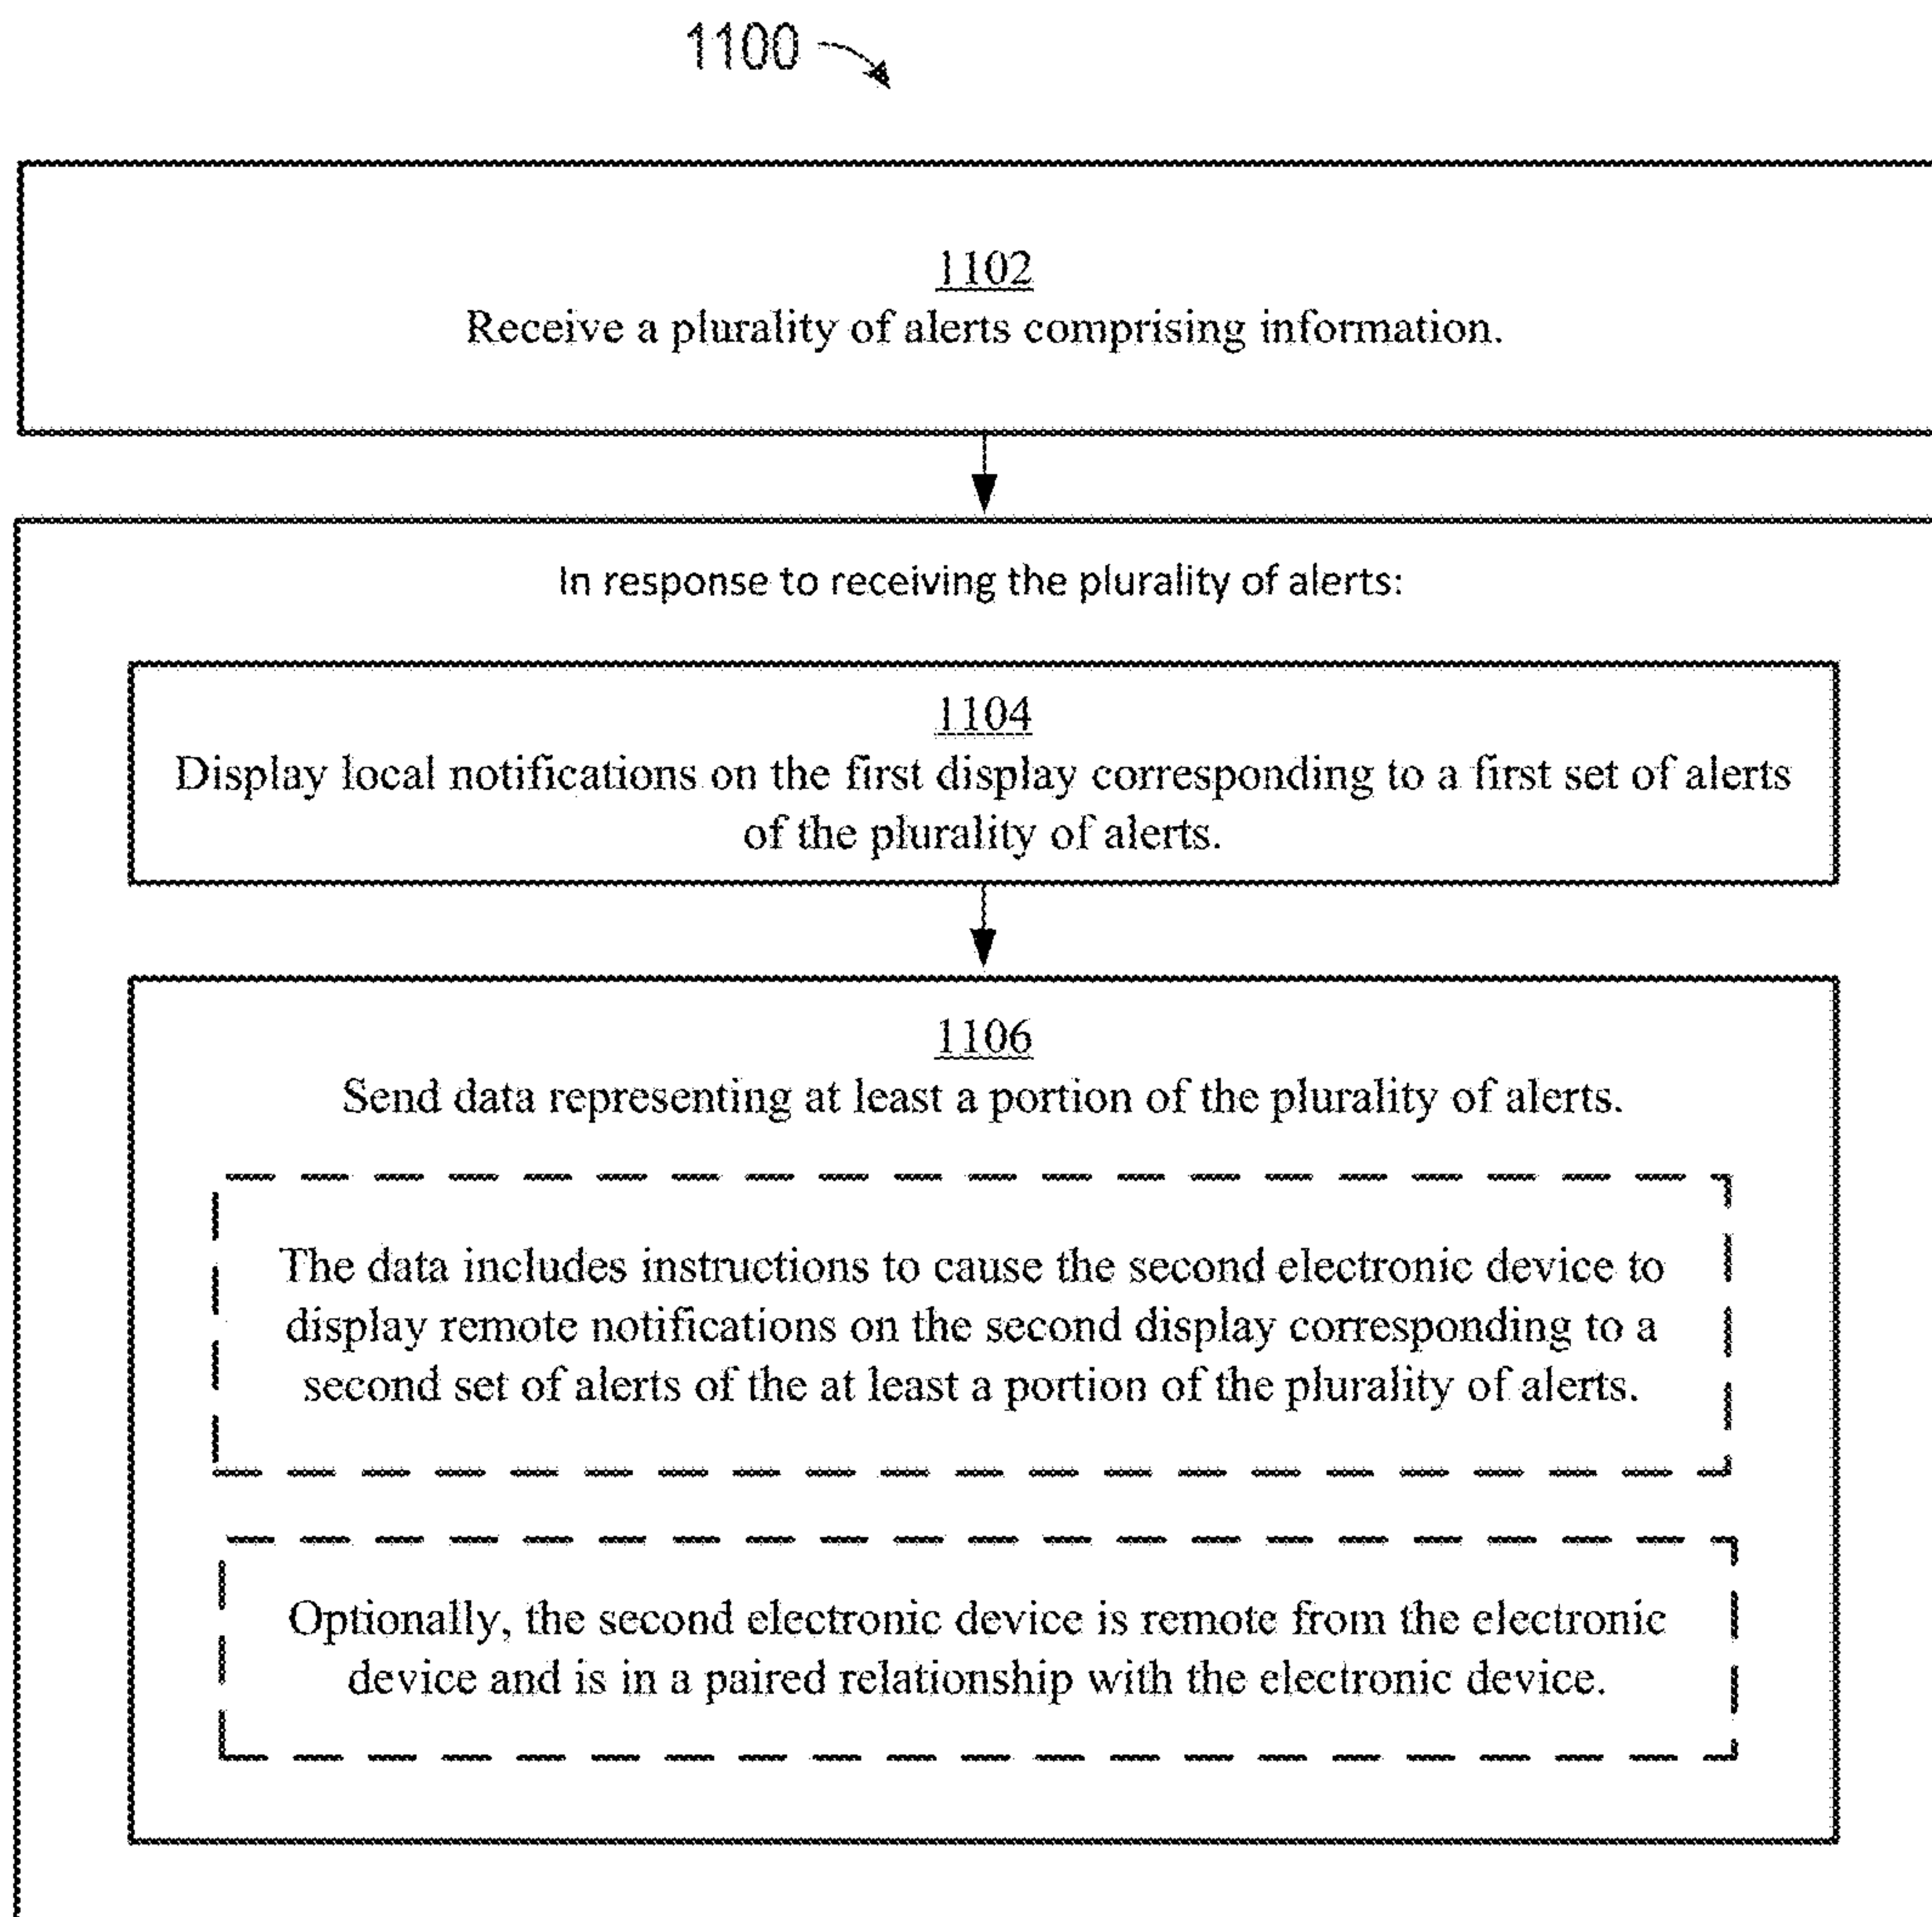 1100
1102
Receive a plurality of alerts comprising information.
In response to receiving the plurality of alerts:
1104
Display local notifications on the first display corresponding to a first set of alerts
of the plurality of alerts.
1106
Send data representing at least a portion of the plurality of alerts.
The data includes instructions to cause the second electronic device to
display remote notifications on the second display corresponding to a
second set of alerts of the at least a portion of the plurality of alerts.
Optionally, the second electronic device is remote from the electronic
device and is in a paired relationship with the electronic device.